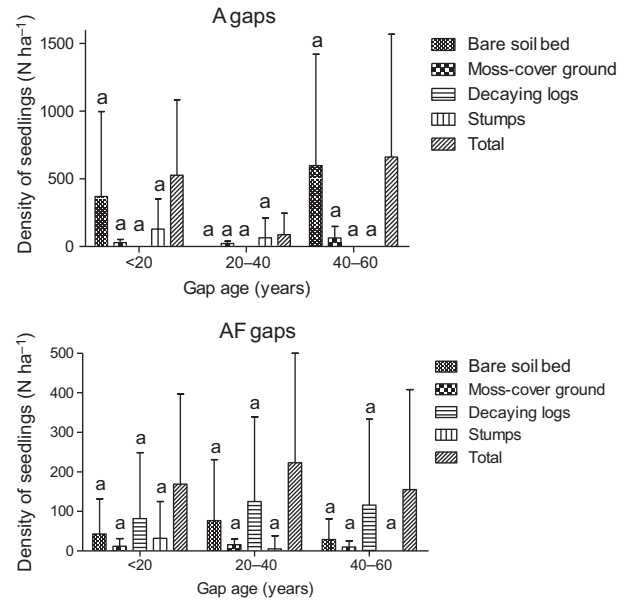 A gaps
Density of seedlings (N ha⁻¹)
1500
1000
500
0
a
a
a
a
a
a
a
a
a
a
a
a
<20
20–40
40–60
Gap age (years)
Bare soil bed
Moss-cover ground
Decaying logs
Stumps
Total
AF gaps
Density of seedlings (N ha⁻¹)
500
400
300
200
100
0
a
a
a
a
a
a
a
a
a
a
a
a
<20
20–40
40–60
Gap age (years)
Bare soil bed
Moss-cover ground
Decaying logs
Stumps
Total